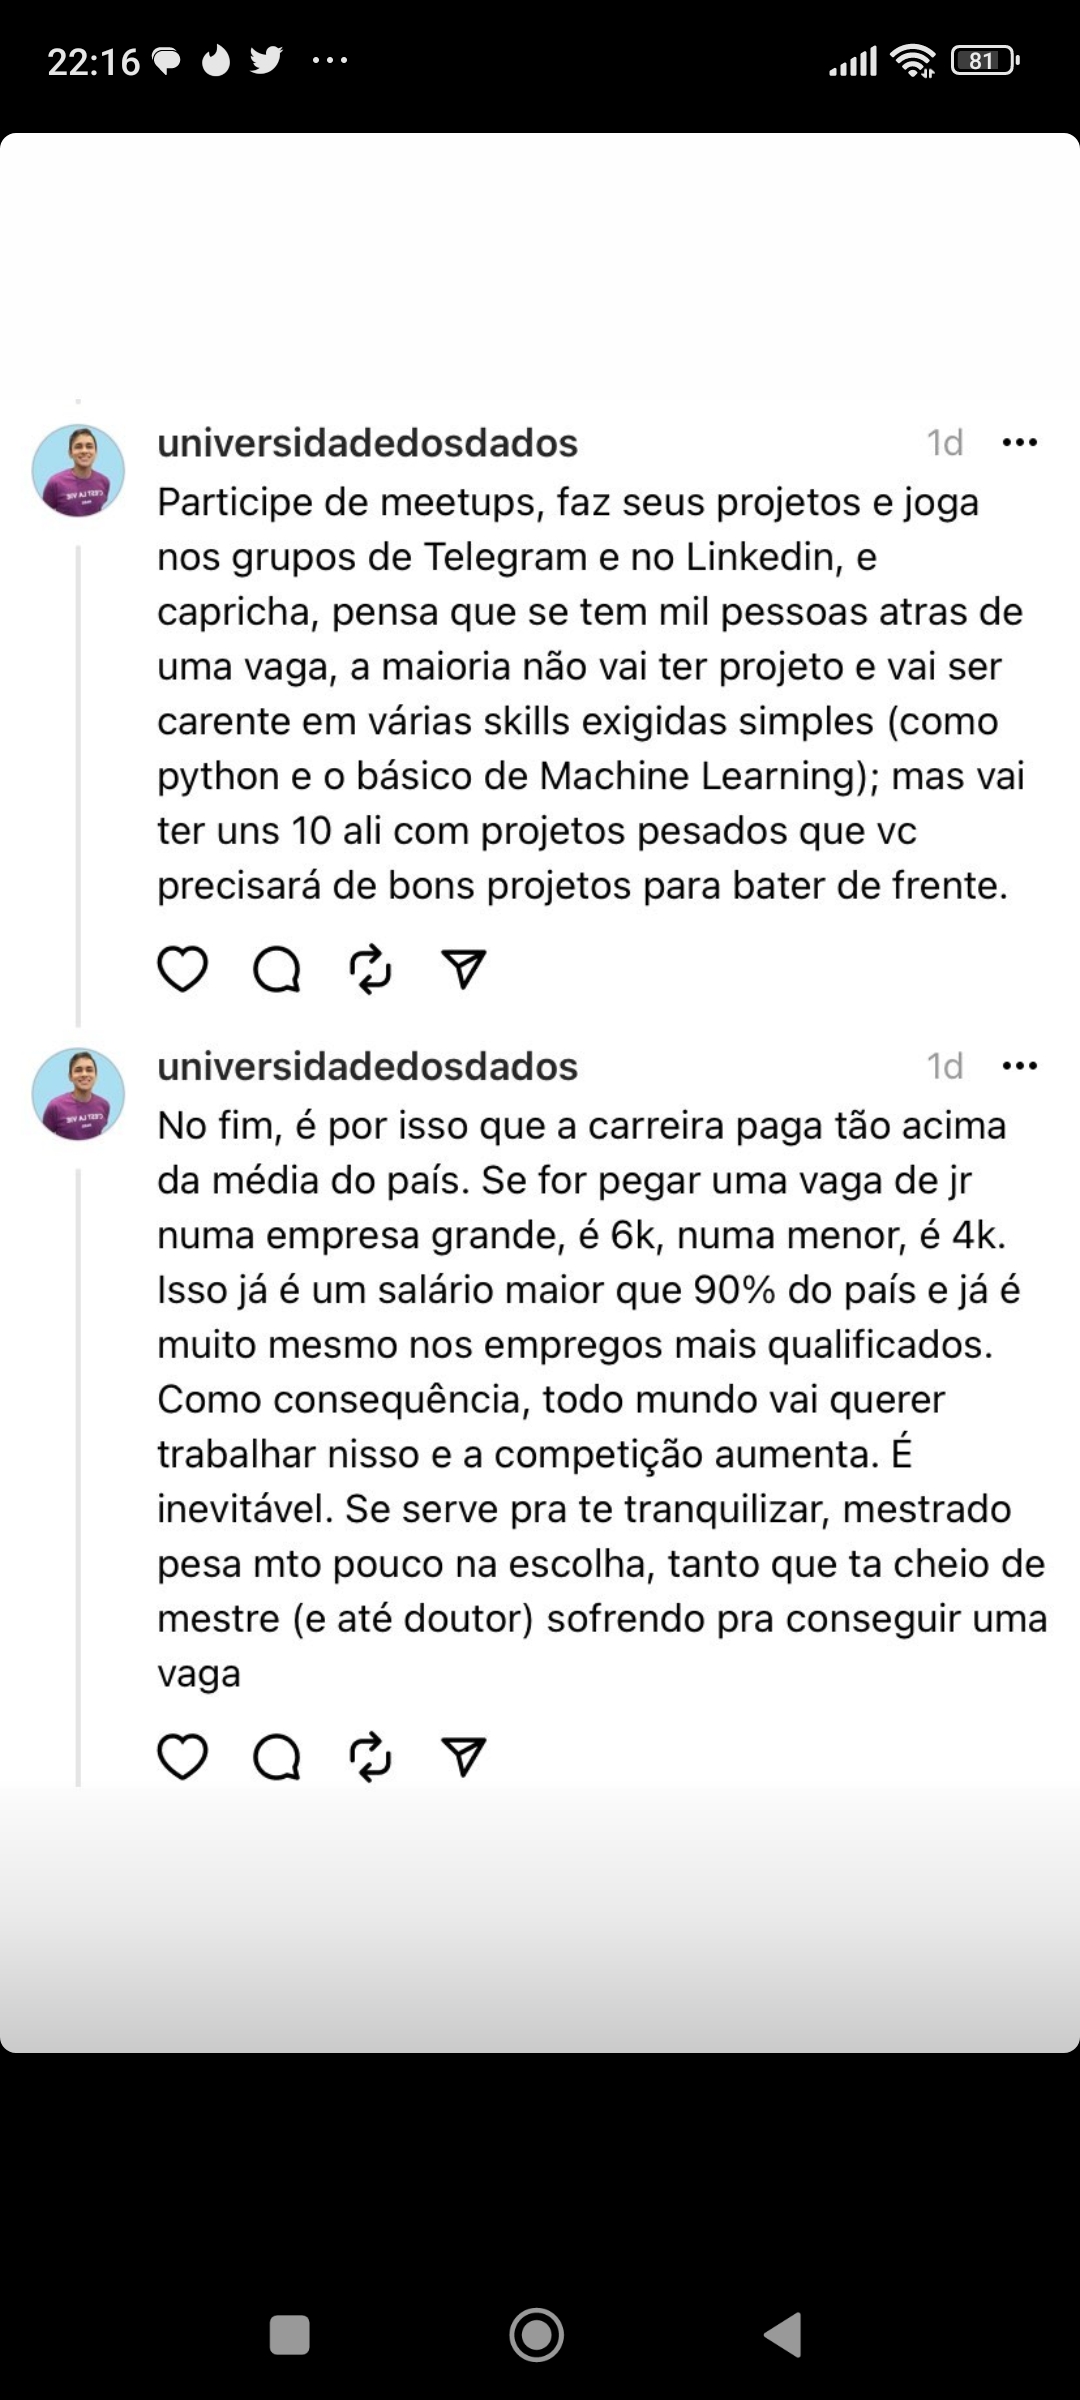 22:16
81
universidadedosdados 1d
Participe de meetups, faz seus projetos e joga
nos grupos de Telegram e no Linkedin, e
capricha, pensa que se tem mil pessoas atras de
uma vaga, a maioria não vai ter projeto e vai ser
carente em várias skills exigidas simples (como
python e o básico de Machine Learning); mas vai
ter uns 10 ali com projetos pesados que vc
precisará de bons projetos para bater de frente.
universidadedosdados 1d
No fim, é por isso que a carreira paga tão acima
da média do país. Se for pegar uma vaga de jr
numa empresa grande, é 6k, numa menor, é 4k.
Isso já é um salário maior que 90% do país e já é
muito mesmo nos empregos mais qualificados.
Como consequência, todo mundo vai querer
trabalhar nisso e a competição aumenta. É
inevitável. Se serve pra te tranquilizar, mestrado
pesa mto pouco na escolha, tanto que ta cheio de
mestre (e até doutor) sofrendo pra conseguir uma
vaga